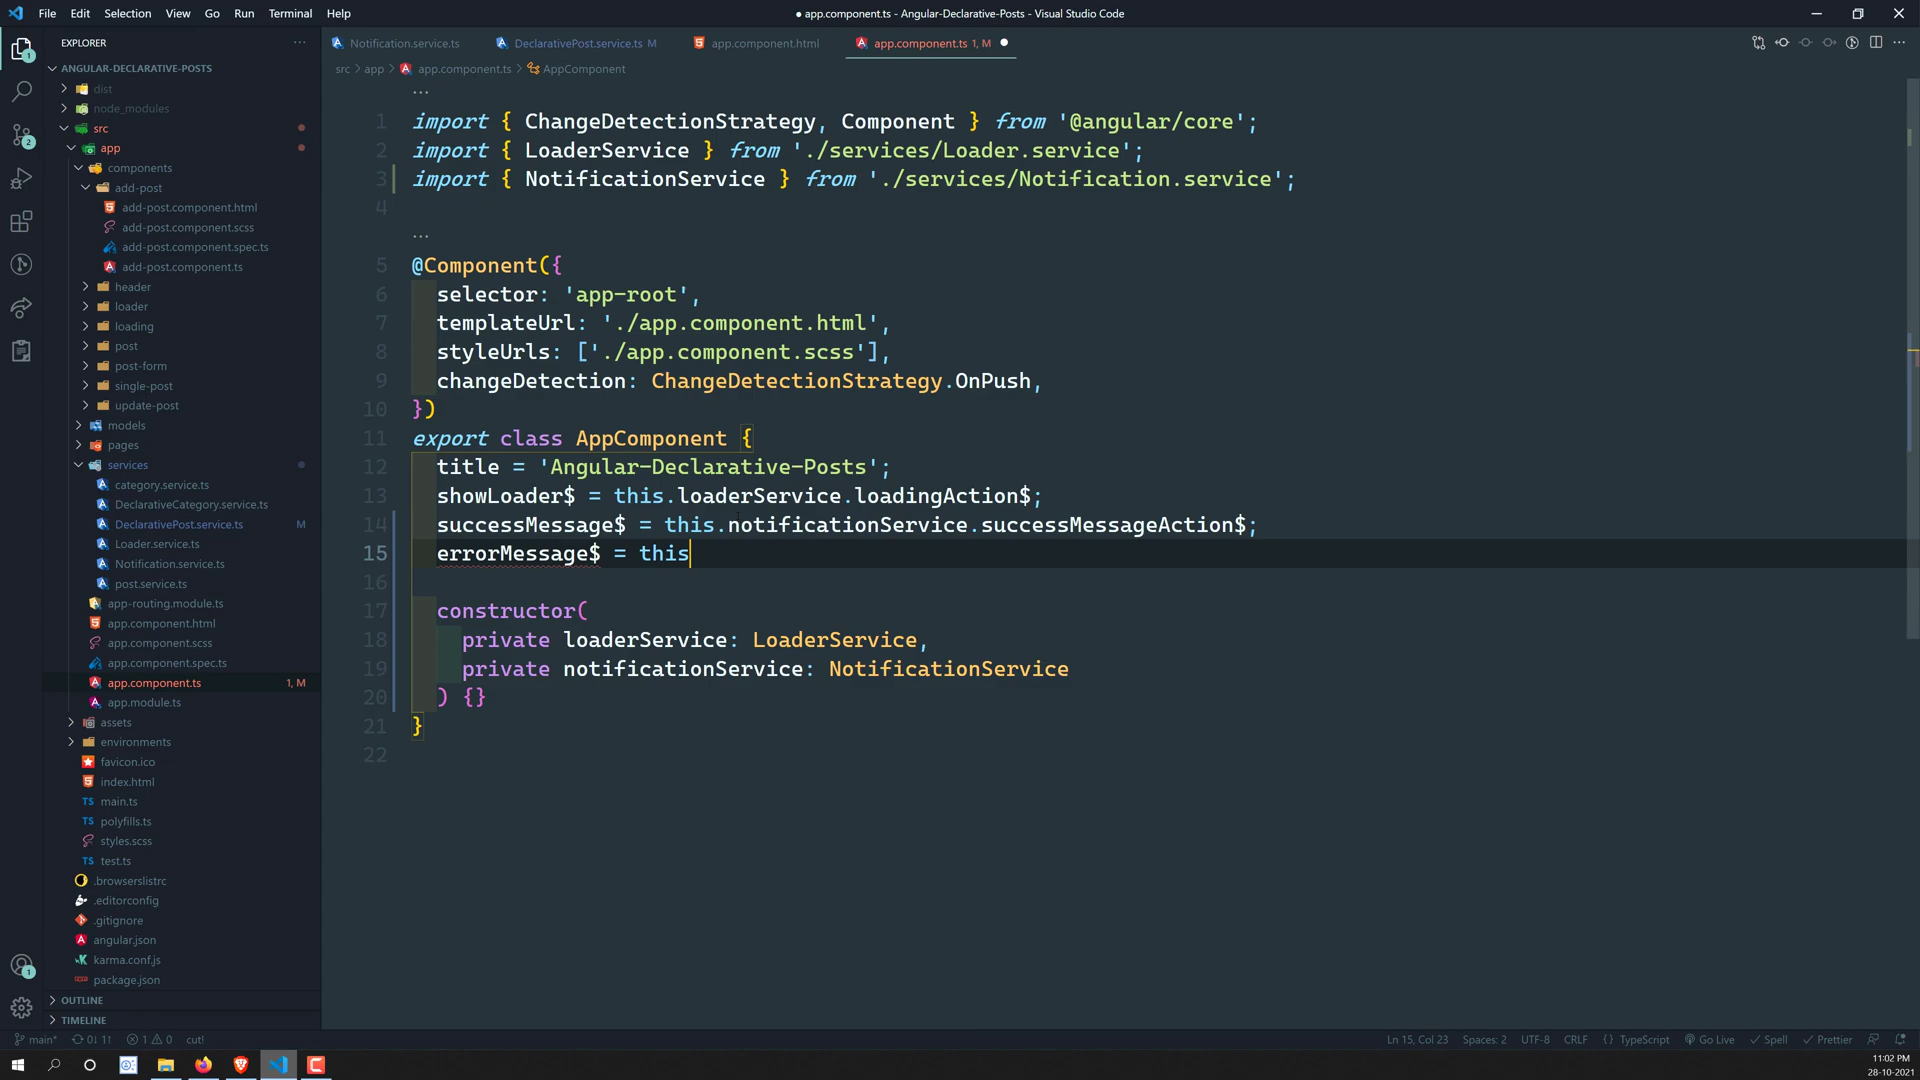 File Edit Selection View Go Run Terminal Help
● app.component.ts - Angular-Declarative-Posts - Visual Studio Code
EXPLORER
ANGULAR-DECLARATIVE-POSTS
dist
node_modules
src
app
components
add-post
add-post.component.html
add-post.component.scss
add-post.component.spec.ts
add-post.component.ts
header
loader
loading
post
post-form
single-post
update-post
models
pages
services
category.service.ts
DeclarativeCategory.service.ts
DeclarativePost.service.ts M
Loader.service.ts
Notification.service.ts
post.service.ts
app-routing.module.ts
app.component.html
app.component.scss
app.component.spec.ts
app.component.ts 1, M
app.module.ts
assets
environments
favicon.ico
index.html
main.ts
polyfills.ts
styles.scss
test.ts
.browserslistrc
.editorconfig
.gitignore
angular.json
karma.conf.js
package.json
OUTLINE
TIMELINE
Notification.service.ts DeclarativePost.service.ts M app.component.html app.component.ts 1, M
src > app > app.component.ts > AppComponent
...
1 import { ChangeDetectionStrategy, Component } from '@angular/core';
2 import { LoaderService } from './services/Loader.service';
3 import { NotificationService } from './services/Notification.service';
4
...
5 @Component({
6 selector: 'app-root',
7 templateUrl: './app.component.html',
8 styleUrls: ['./app.component.scss'],
9 changeDetection: ChangeDetectionStrategy.OnPush,
10 })
11 export class AppComponent {
12 title = 'Angular-Declarative-Posts';
13 showLoader$ = this.loaderService.loadingAction$;
14 successMessage$ = this.notificationService.successMessageAction$;
15 errorMessage$ = this
16
17 constructor(
18 private loaderService: LoaderService,
19 private notificationService: NotificationService
20 ) {}
21 }
22
main* 0↓ 1↑ 1 0 cut!
Ln 15, Col 23 Spaces: 2 UTF-8 CRLF {} TypeScript Go Live Spell Prettier
11:02 PM
28-10-2021